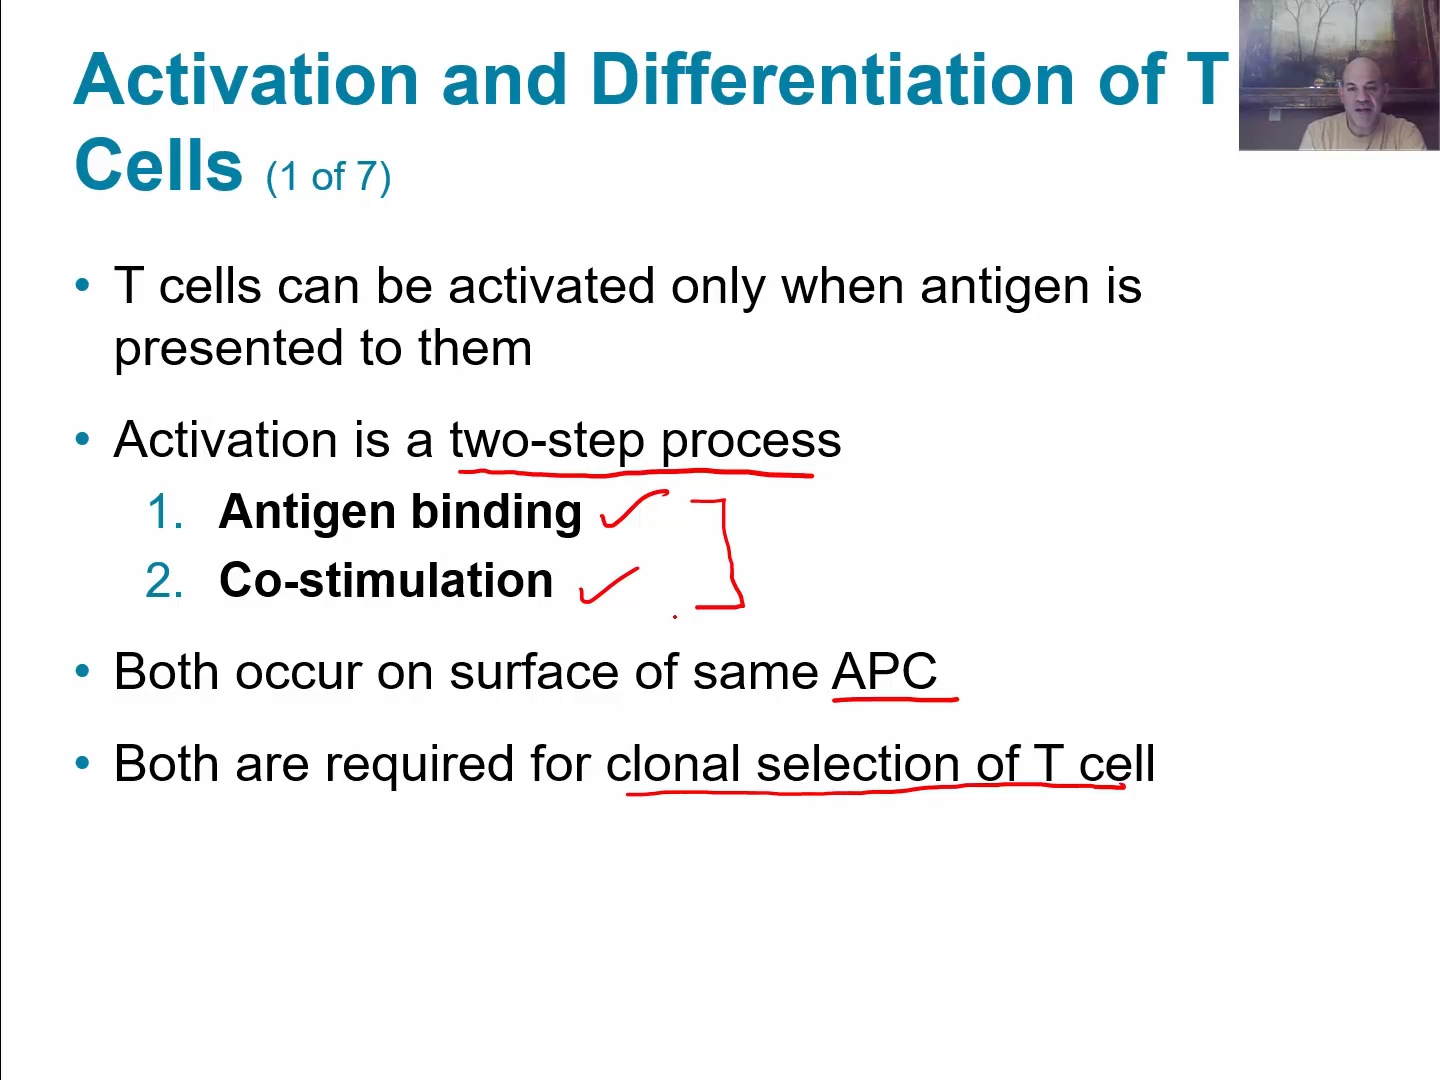 Activation and Differentiation of T
Cells (1 of 7)
• T cells can be activated only when antigen is
presented to them
• Activation is a two-step process
1. Antigen binding
2. Co-stimulation
• Both occur on surface of same APC
• Both are required for clonal selection of T cell